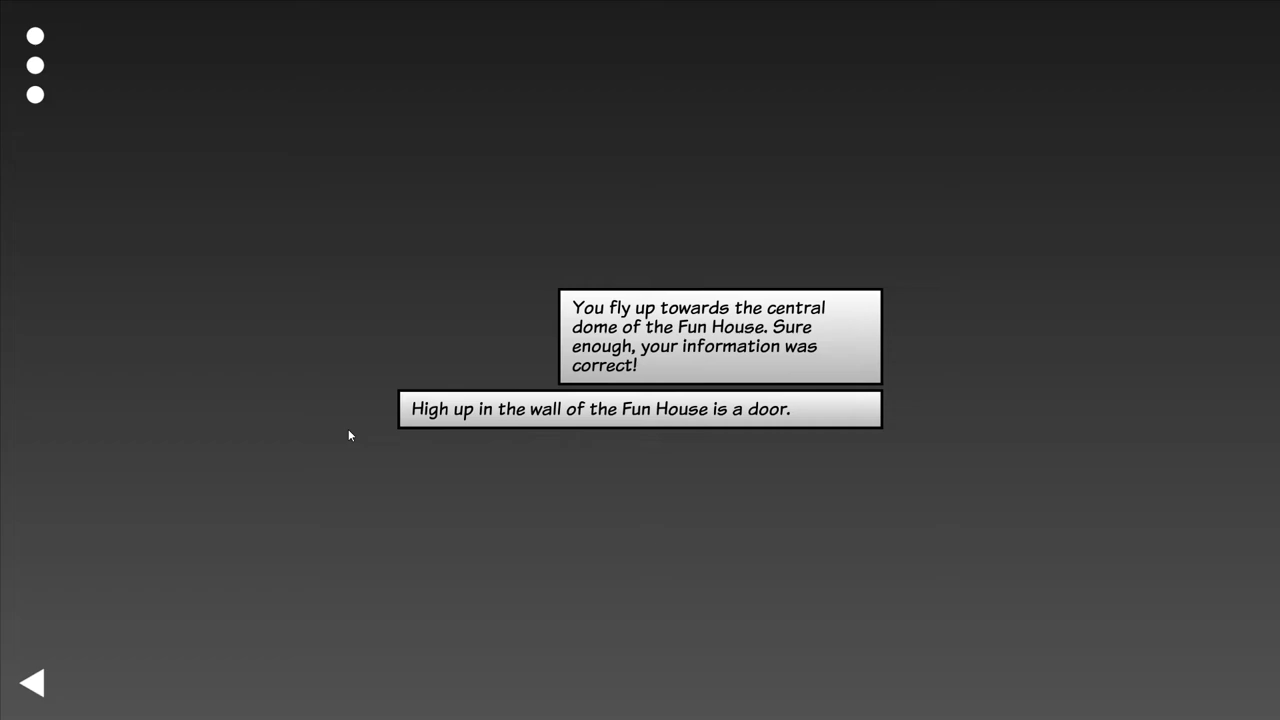 You fly up towards the central
dome of the Fun House. Sure
enough, your information was
correct!
High up in the wall of the Fun House is a door.